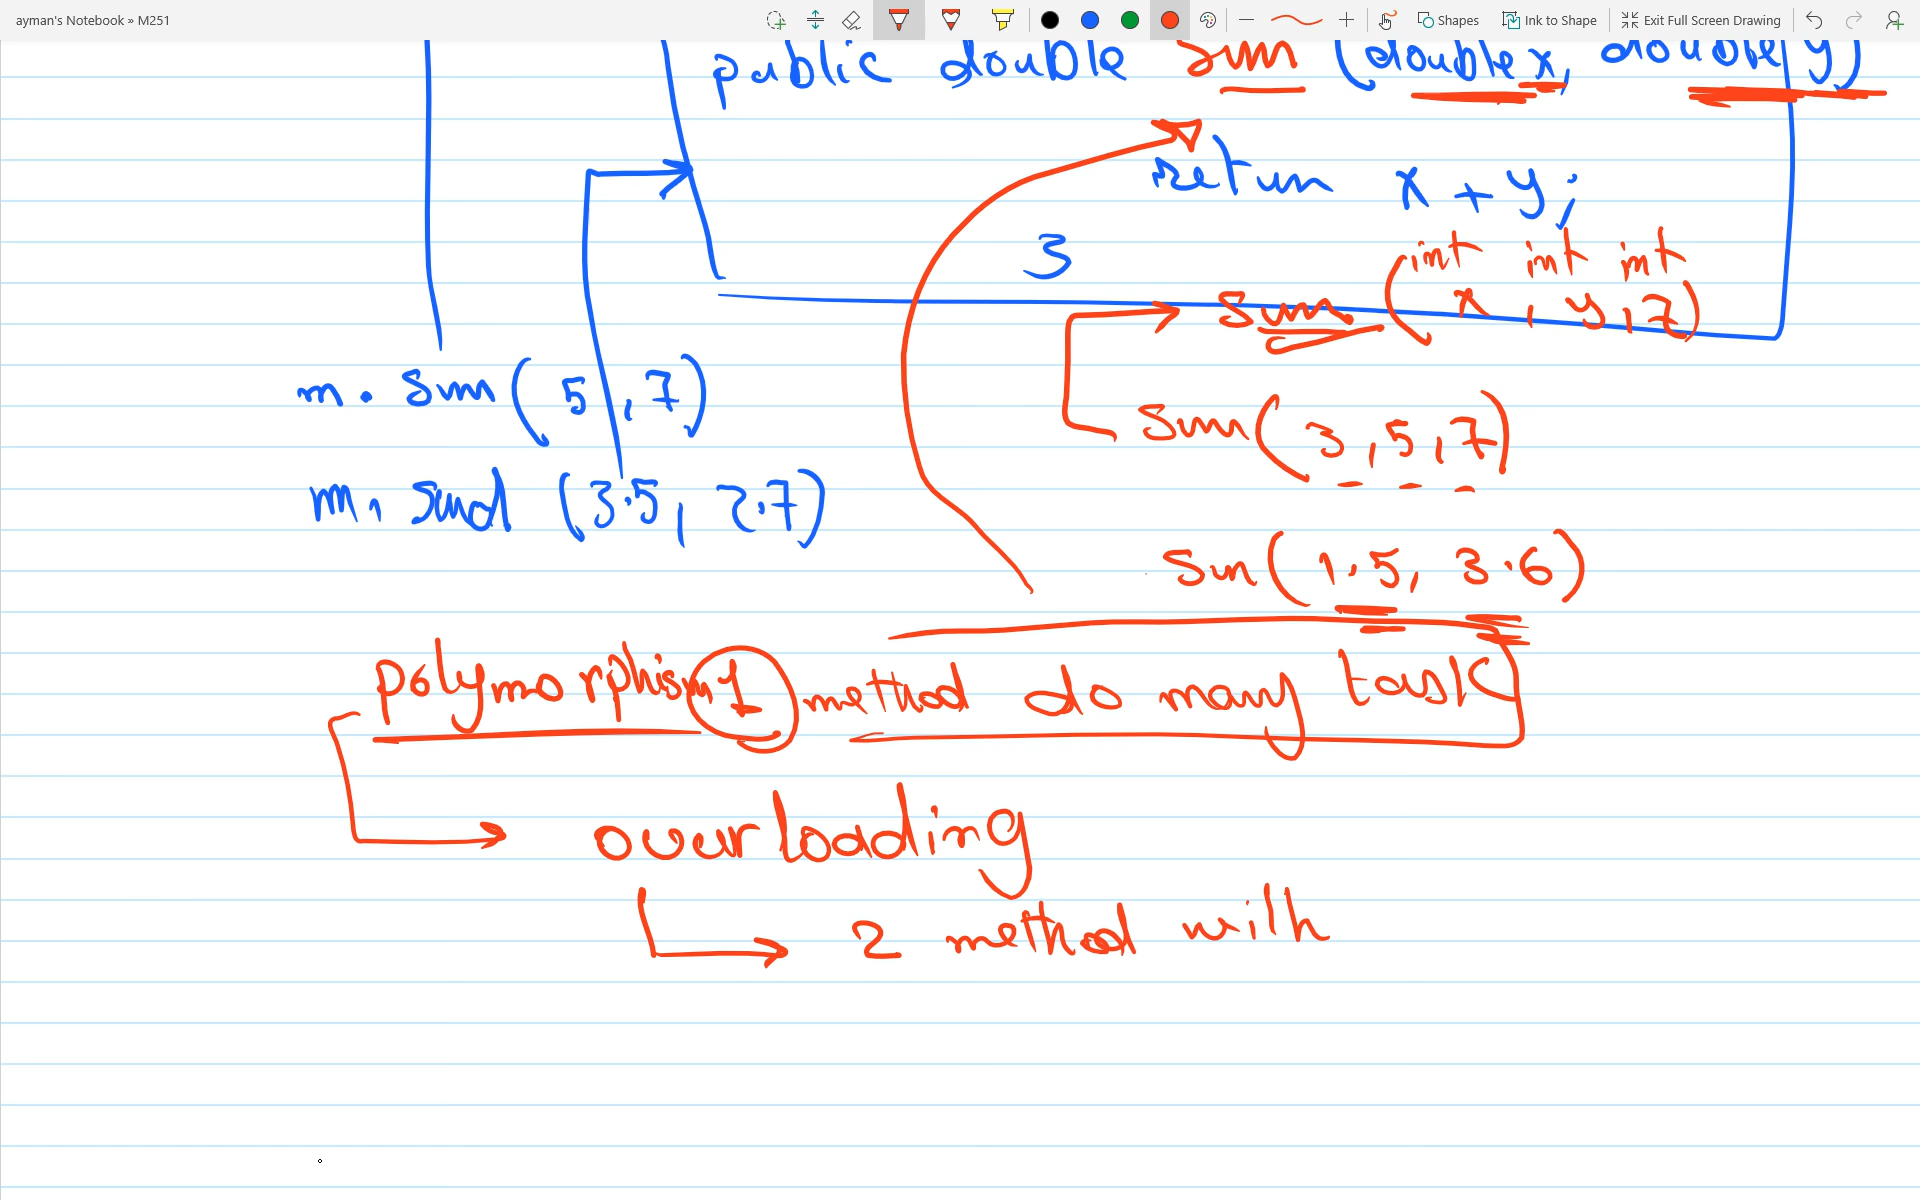 ayman's Notebook » M251
Shapes Ink to Shape Exit Full Screen Drawing
public double Sum (double x, double y)
return x + y;
3
int int int
Sum (x, y, z)
m. Sum (5, 7)
Sum (3, 5, 7)
m. Sumd (3.5, 2.7)
Sum (1.5, 3.6)
polymorphism 1 method do many task
overloading
2 method with